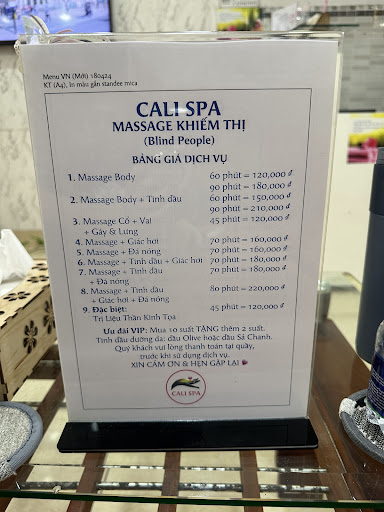 Menu VN (Mới) 180424
KT (A4), in màu gắn standee mica
CALI SPA
MASSAGE KHIẾM THỊ
(Blind People)
BẢNG GIÁ DỊCH VỤ
1. Massage Body 60 phút = 120,000 đ
90 phút = 180,000 đ
2. Massage Body + Tinh dầu 60 phút = 150,000 đ
90 phút = 210,000 đ
3. Massage Cổ + Vai 45 phút = 120,000 đ
+ Gáy & Lưng
4. Massage + Giác hơi 70 phút = 160,000 đ
5. Massage + Đá nóng 70 phút = 160,000 đ
6. Massage + Tinh dầu + Giác hơi 70 phút = 180,000 đ
7. Massage + Tinh dầu 70 phút = 180,000 đ
+ Đá nóng
8. Massage + Tinh dầu 80 phút = 220,000 đ
+ Giác hơi + Đá nóng
9. Đặc biệt: 45 phút = 120,000 đ
Trị Liệu Thần Kinh Tọa
Ưu đãi VIP: Mua 10 suất TẶNG thêm 2 suất.
Tinh dầu dưỡng da: dầu Olive hoặc dầu Sả Chanh.
Quý khách vui lòng thanh toán tại quầy,
trước khi sử dụng dịch vụ.
XIN CẢM ƠN & HẸN GẶP LẠI
CALI SPA